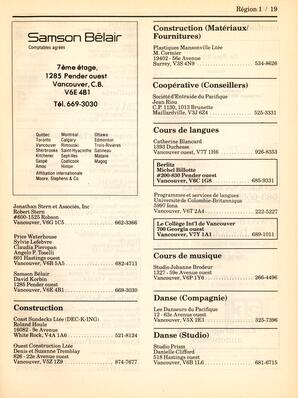 Région 1 / 19
Samson Bélair
Comptables agréés
7ème étage,
1285 Pender ouest
Vancouver, C.B.
V6E 4B1
Tél. 669-3030
Québec Montréal Ottawa
Toronto Calgary Edmonton
Vancouver Rimouski Trois-Rivières
Sherbrooke Saint-Hyacinthe Gatineau
Kitchener Sept-Iles Matane
Gaspé Coaticook Magog
Amos Hinton
Affiliation internationale
Moore, Stephens & Co.
Jonathan Stern et Associés, Inc
Robert Stern
#600-1525 Robson
Vancouver, V6G 1C5 662-3366
Price Waterhouse
Sylvie Lefebvre
Claudia Pieropan
Angelo F. Tonelli
601 Hastings ouest
Vancouver, V6B 5A5 682-4711
Samson Bélair
David Korbin
1285 Pender ouest
Vancouver, V6E 4B1 669-3030
Construction
Coast Sundecks Ltée (DEC-K-ING)
Roland Houle
16082 - 9e Avenue
White Rock, V4A 1A6 521-8124
Ouest Construction Ltée
Denis et Suzanne Tremblay
826 - 22e Avenue ouest
Vancouver, V5Z 1Z9 874-7677
Construction (Matériaux/
Fournitures)
Plastiques Mansonville Ltée
M. Cormier
19402 - 56e Avenue
Surrey, V3S 4N9 534-8626
Coopérative (Conseillers)
Société d'Entraide du Pacifique
Jean Riou
C.P. 1130, 1013 Brunette
Maillardville, V3J 6Z4 525-3331
Cours de langues
Catherine Blancard
1393 Duchesse
Vancouver ouest, V7T 1H6 926-8353
Berlitz
Michel Billotte
#200-830 Pender ouest
Vancouver, V6C 1G8 685-9331
Programmes et services de langues
Université de Colombie-Britannique
5997 Iona
Vancouver, V6T 2A4 222-5227
Le Collège Int'l de Vancouver
700 Georgia ouest
Vancouver, V7Y 1A1 689-1011
Cours de musique
Studio Johanne Brodeur
1327 - 59e Avenue ouest
Vancouver, V6P 1Y6 266-4496
Danse (Compagnie)
Les Danseurs du Pacifique
12 - 62e Avenue ouest
Vancouver, V5X 2E1 325-7396
Danse (Studio)
Studio Prism
Danielle Clifford
518 Hastings ouest
Vancouver, V6B 1L6 681-6715